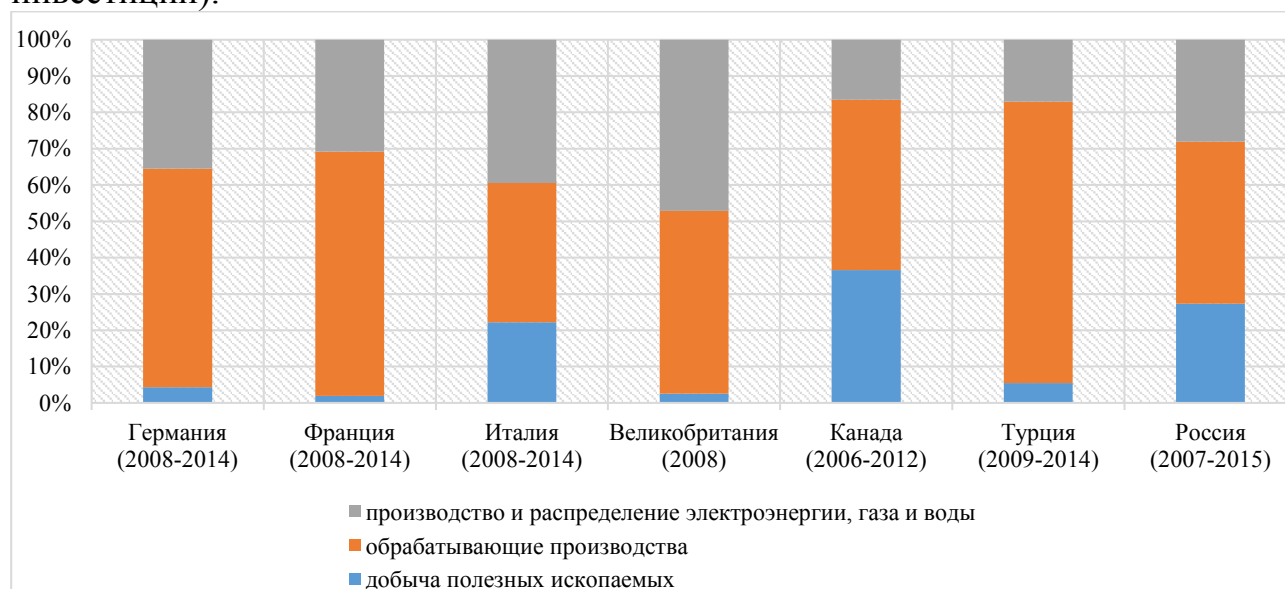 инвестиций).
100%
90%
80%
70%
60%
50%
40%
30%
20%
10%
0%
Германия Франция Италия Великобритания Канада Турция Россия
(2008-2014) (2008-2014) (2008-2014) (2008) (2006-2012) (2009-2014) (2007-2015)
производство и распределение электроэнергии, газа и воды
обрабатывающие производства
добыча полезных ископаемых